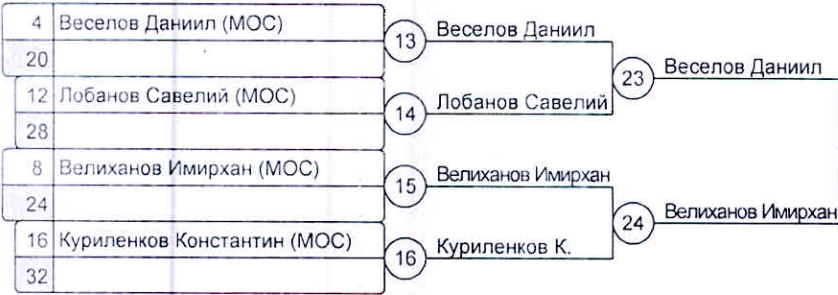 4 Веселов Даниил (МОС)
20
12 Лобанов Савелий (МОС)
28
8 Велиханов Имирхан (МОС)
24
16 Куриленков Константин (МОС)
32
13 Веселов Даниил
14 Лобанов Савелий
15 Велиханов Имирхан
16 Куриленков К.
23 Веселов Даниил
24 Велиханов Имирхан